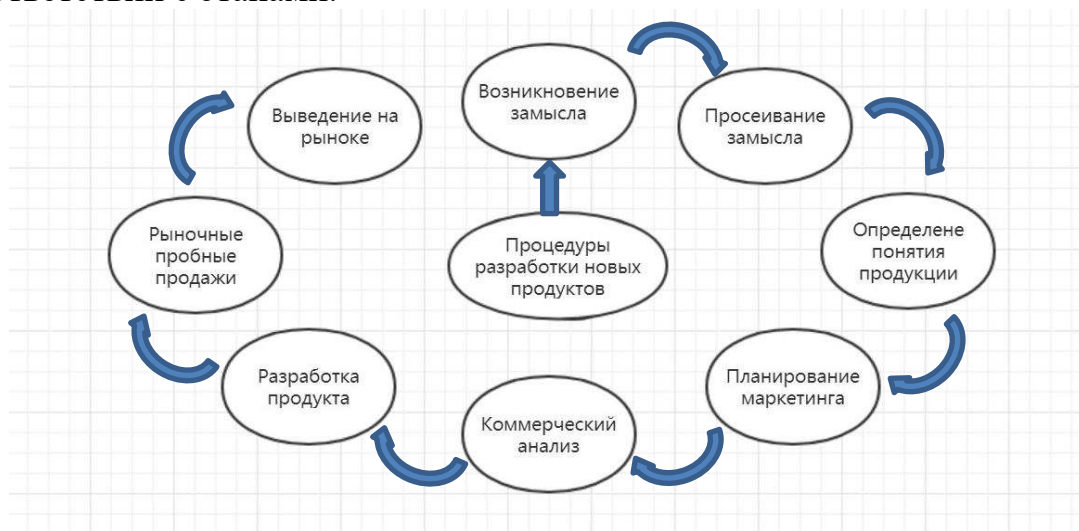 Процедуры
разработки новых
продуктов
Возникновение
замысла
Просеивание
замысла
Определене
понятия
продукции
Планирование
маркетинга
Коммерческий
анализ
Разработка
продукта
Рыночные
пробные
продажи
Выведение на
рыноке